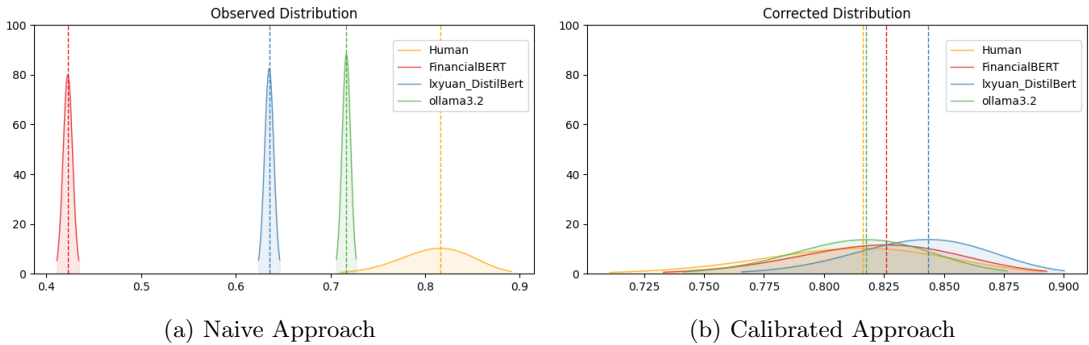 Observed Distribution
100
80
60
40
20
0
0.4 0.5 0.6 0.7 0.8 0.9
Human
FinancialBERT
lxyuan_DistilBert
ollama3.2
(a) Naive Approach
Corrected Distribution
100
80
60
40
20
0
0.725 0.750 0.775 0.800 0.825 0.850 0.875 0.900
Human
FinancialBERT
lxyuan_DistilBert
ollama3.2
(b) Calibrated Approach